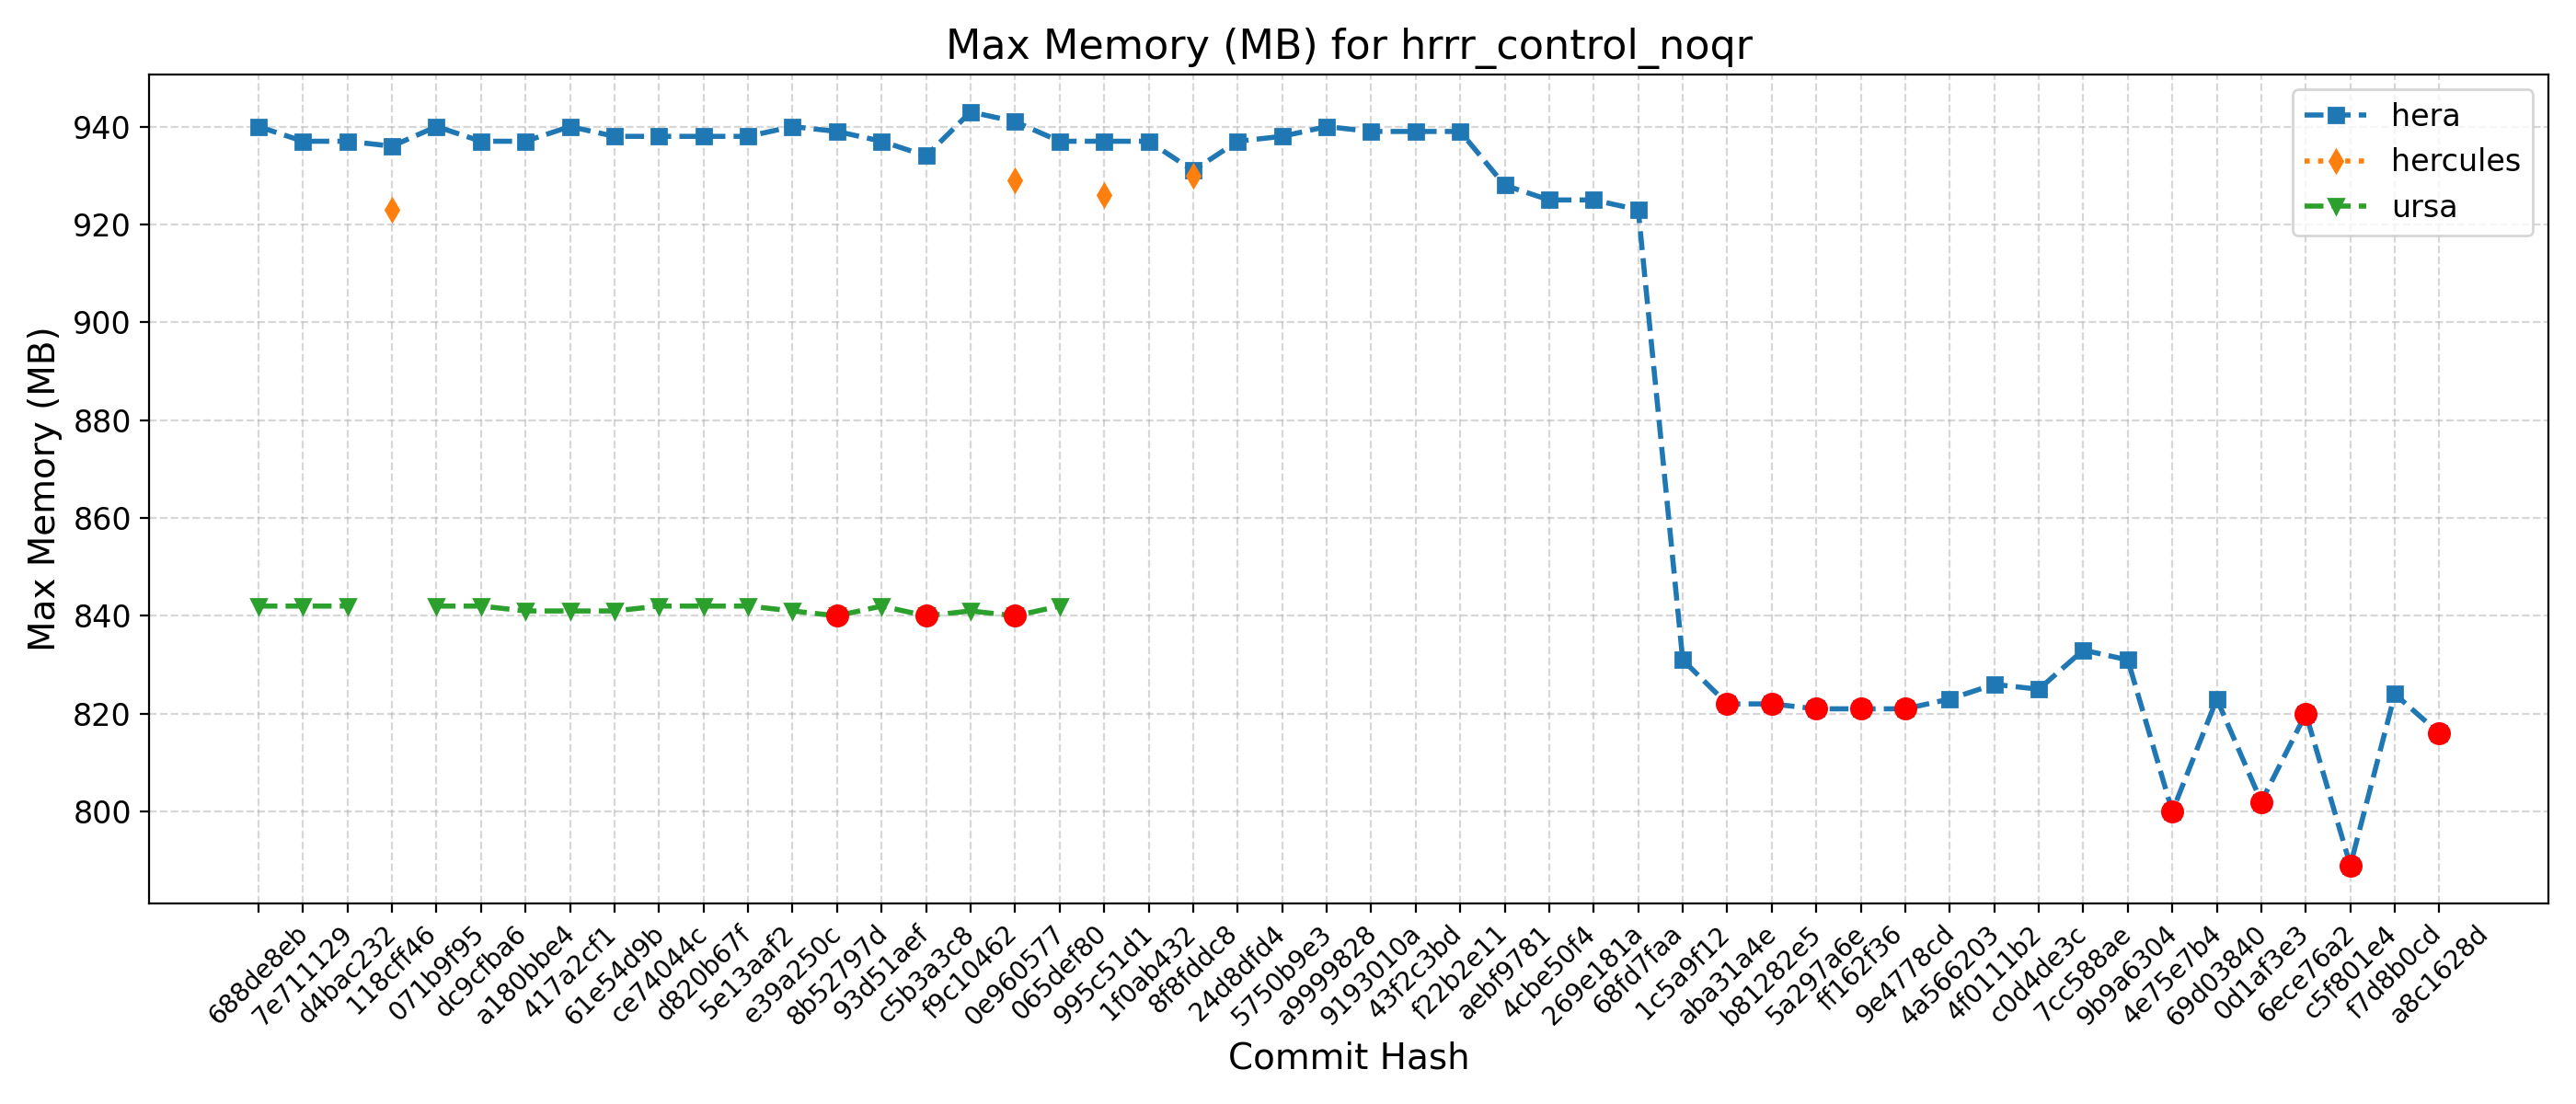 Max Memory (MB) for hrrr_control_noqr
hera
hercules
ursa
Max Memory (MB)
940
920
900
880
860
840
820
800
688de8eb
7e711129
d4bac232
118cff46
071b9f95
dc9cfba6
a180bbe4
417a2cf1
61e54d9b
ce74044c
d820b67f
5e13aaf2
e39a250c
8b52797d
93d51aef
c5b3a3c8
f9c10462
0e960577
065def80
995c51d1
1f0ab432
8f8fddc8
24d8dfd4
5750b9e3
a9999828
9193010a
43f2c3bd
f22b2e11
aebf9781
4cbe50f4
269e181a
68fd7faa
1c5a9f12
aba31a4e
b81282e5
5a297a6e
ff162f36
9e4778cd
4a566203
4f0111b2
c0d4de3c
7cc588ae
9b9a6304
4e75e7b4
69d03840
0d1af3e3
6ece76a2
c5f801e4
f7d8b0cd
a8c1628d
Commit Hash